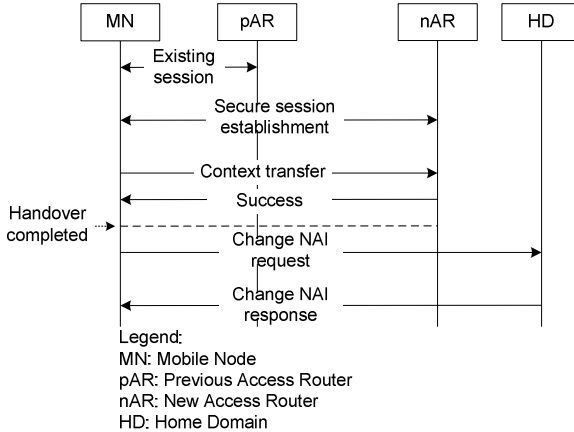 MN
pAR
nAR
HD
Existing
session
Secure session
establishment
Context transfer
Success
Handover
completed
Change NAI
request
Change NAI
response
Legend:
MN: Mobile Node
pAR: Previous Access Router
nAR: New Access Router
HD: Home Domain